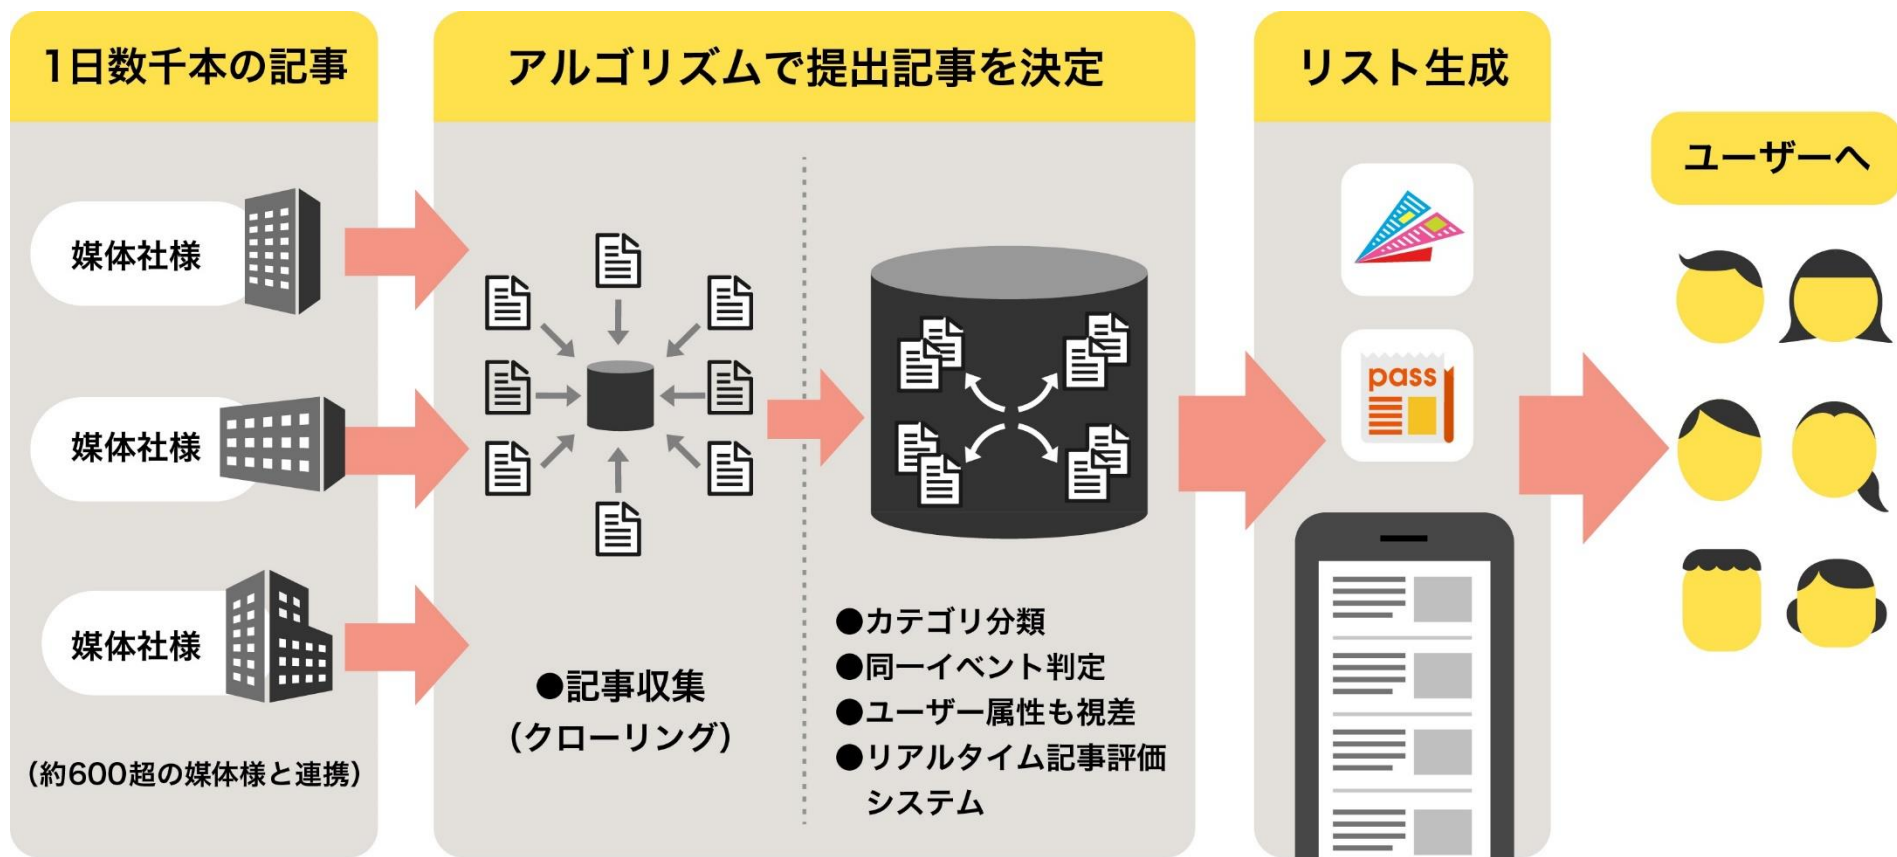 1日数千本の記事
媒体社様
媒体社様
媒体社様
（約600超の媒体様と連携）
アルゴリズムで提出記事を決定
●記事収集
（クローリング）
●カテゴリ分類
●同一イベント判定
●ユーザー属性も視差
●リアルタイム記事評価
システム
リスト生成
pass
ユーザーへ